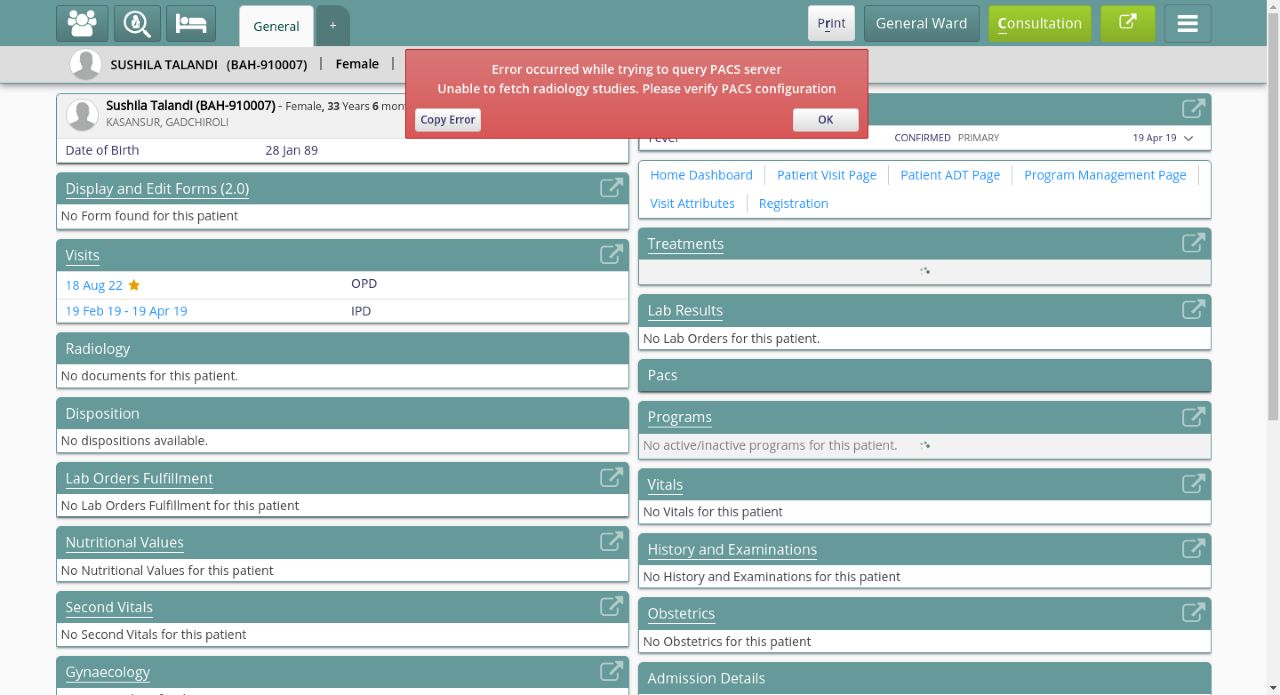 General
+
Print
General Ward
Consultation
SUSHILA TALANDI (BAH-910007) | Female |
Error occurred while trying to query PACS server
Unable to fetch radiology studies. Please verify PACS configuration
Copy Error
OK
Sushila Talandi (BAH-910007) - Female, 33 Years 6 mon
KASANSUR, GADCHIROLI
Date of Birth 28 Jan 89
Display and Edit Forms (2.0)
No Form found for this patient
Visits
18 Aug 22 OPD
19 Feb 19 - 19 Apr 19 IPD
Radiology
No documents for this patient.
Disposition
No dispositions available.
Lab Orders Fulfillment
No Lab Orders Fulfillment for this patient
Nutritional Values
No Nutritional Values for this patient
Second Vitals
No Second Vitals for this patient
Gynaecology
Fever CONFIRMED PRIMARY 19 Apr 19
Home Dashboard Patient Visit Page Patient ADT Page Program Management Page
Visit Attributes Registration
Treatments
Lab Results
No Lab Orders for this patient.
Pacs
Programs
No active/inactive programs for this patient.
Vitals
No Vitals for this patient
History and Examinations
No History and Examinations for this patient
Obstetrics
No Obstetrics for this patient
Admission Details